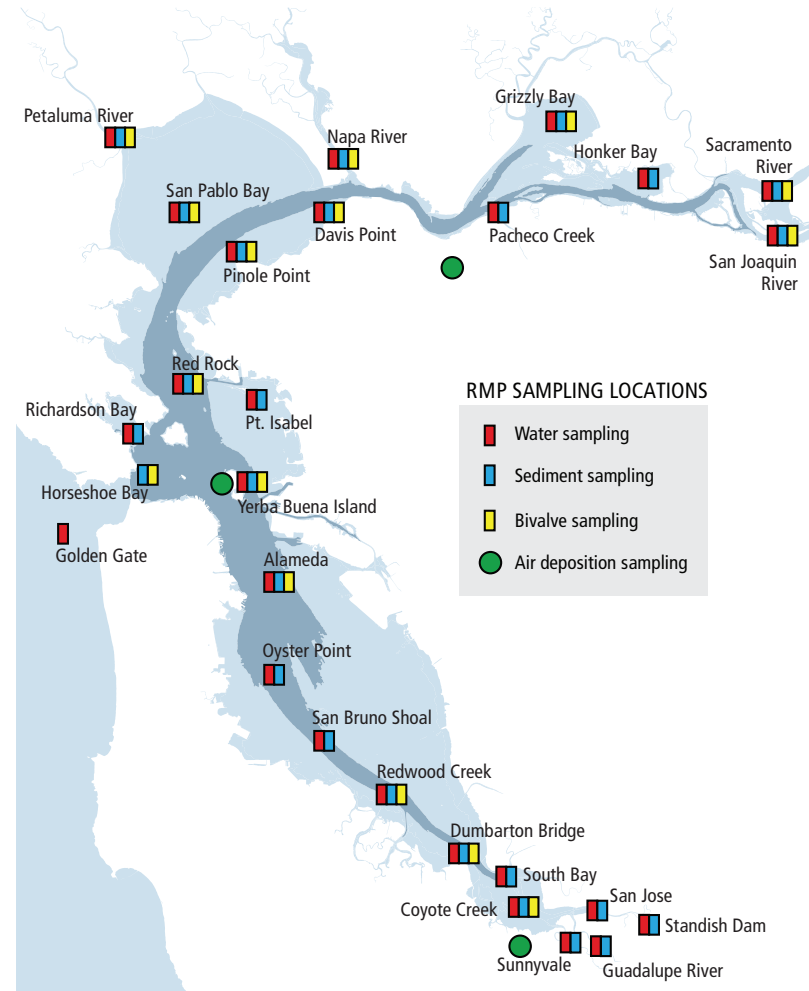 Grizzly Bay
Petaluma River
Napa River
Honker Bay
Sacramento
River
San Pablo Bay
Davis Point
Pacheco Creek
San Joaquin
River
Pinole Point
Red Rock
RMP SAMPLING LOCATIONS
Richardson Bay
Pt. Isabel
Water sampling
Sediment sampling
Horseshoe Bay
Yerba Buena Island
Bivalve sampling
Golden Gate
Alameda
Air deposition sampling
Oyster Point
San Bruno Shoal
Redwood Creek
Dumbarton Bridge
South Bay
San Jose
Coyote Creek
Standish Dam
Sunnyvale
Guadalupe River